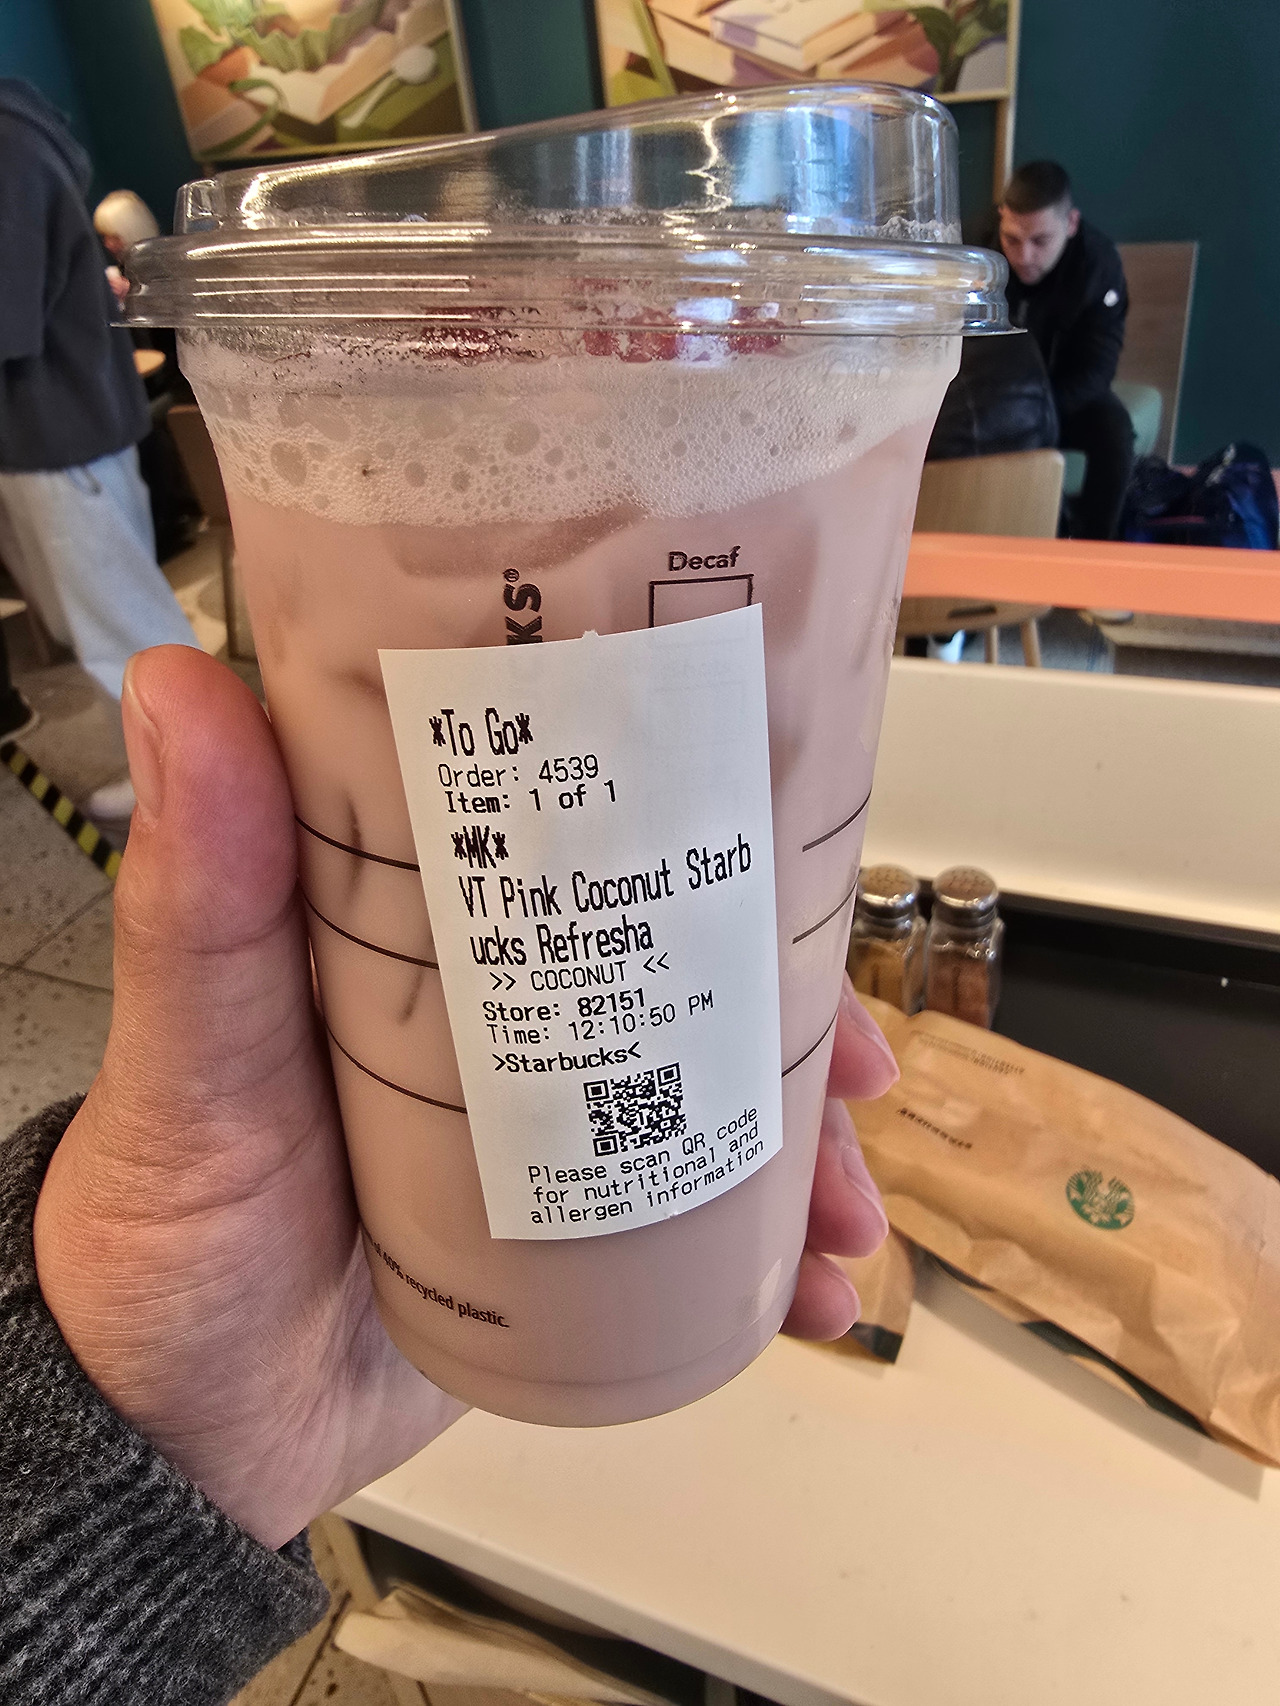 Decaf
KS®
*To Go*
Order: 4539
Item: 1 of 1
*MK*
VT Pink Coconut Starb
ucks Refresha
>> COCONUT <<
Store: 82151
Time: 12:10:50 PM
>Starbucks<
Please scan QR code
for nutritional and
allergen information
40% recycled plastic.